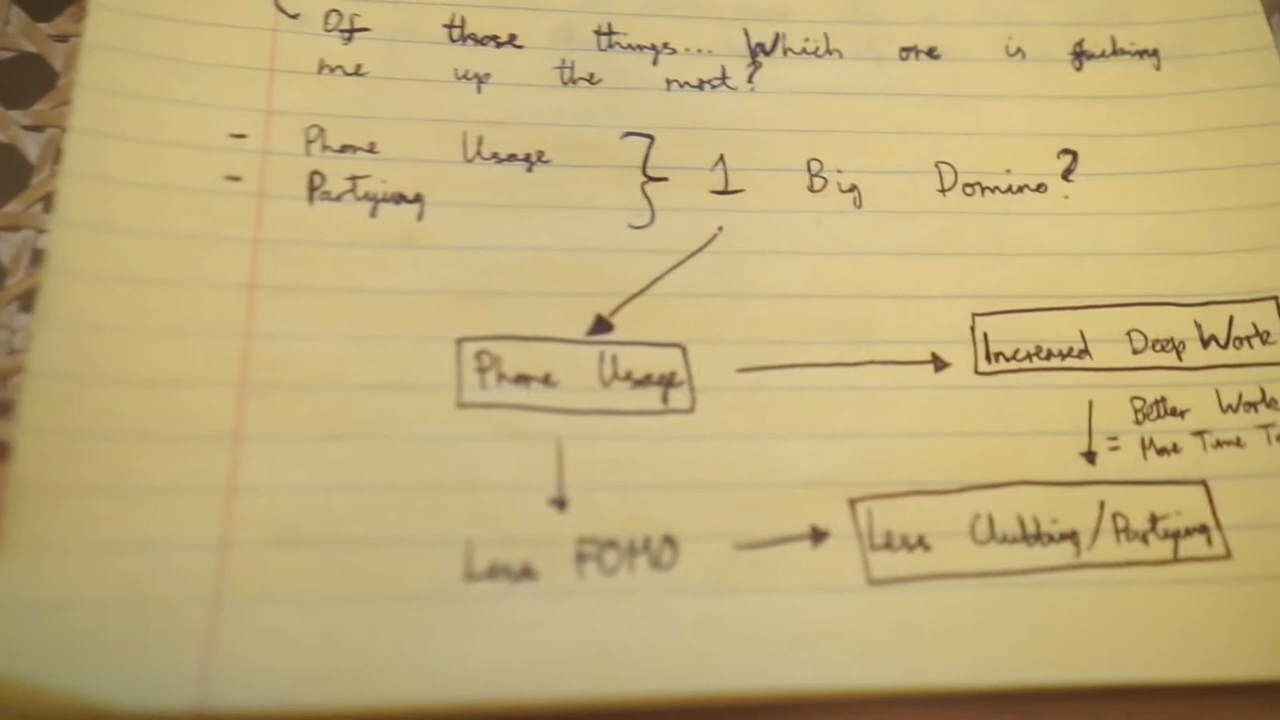 Of those things... Which one is fucking
me up the most?
- Phone Usage
- Partying
} 1 Big Domino?
Phone Usage
Increased Deep Work
Better Work
= More Time
Less FOMO
Less Clubbing/Partying